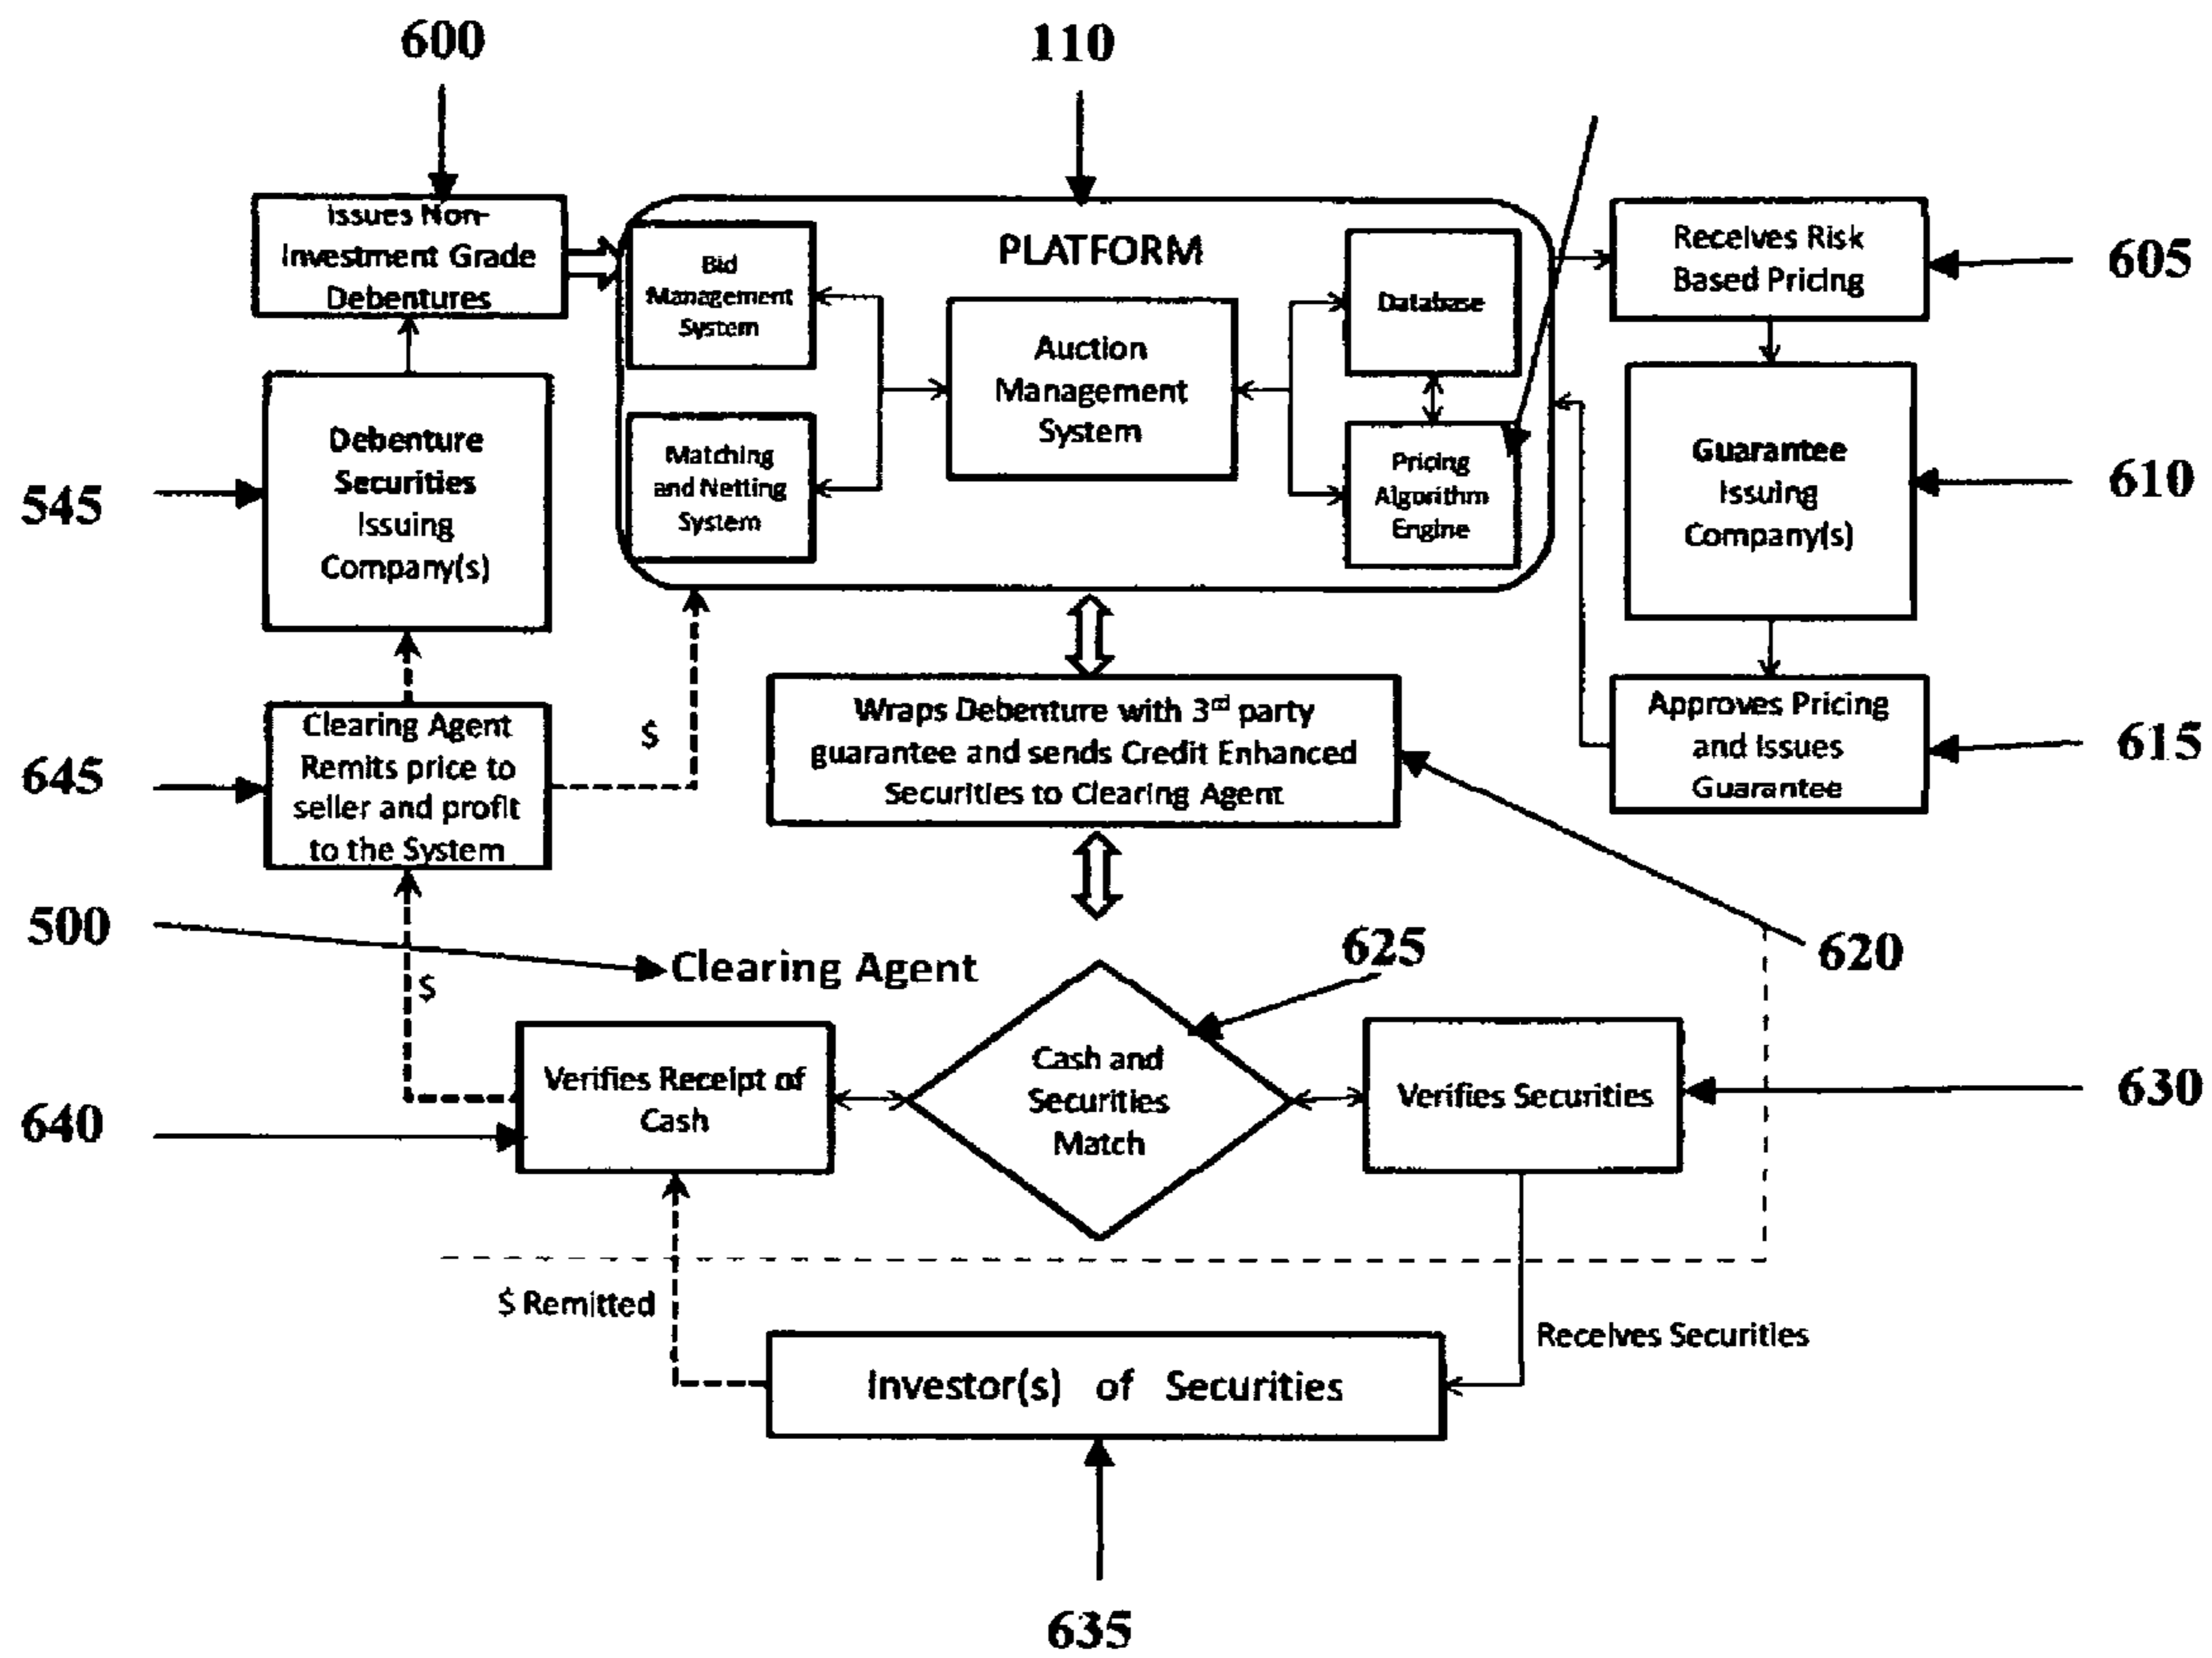 600
110
Issues Non-
Investment Grade
Debentures
PLATFORM
Bid
Management
System
Database
Receives Risk
Based Pricing
605
Auction
Management
System
Debenture
Securities
Issuing
Company(s)
545
Matching
and Netting
System
Pricing
Algorithm
Engine
Guarantee
Issuing
Company(s)
610
Clearing Agent
Remits price to
seller and profit
to the System
645
$
Wraps Debenture with 3rd party
guarantee and sends Credit Enhanced
Securities to Clearing Agent
Approves Pricing
and Issues
Guarantee
615
500
$
Clearing Agent
625
620
Verifies Receipt of
Cash
640
Cash and
Securities
Match
Verifies Securities
630
$ Remitted
Receives Securities
Investor(s) of Securities
635